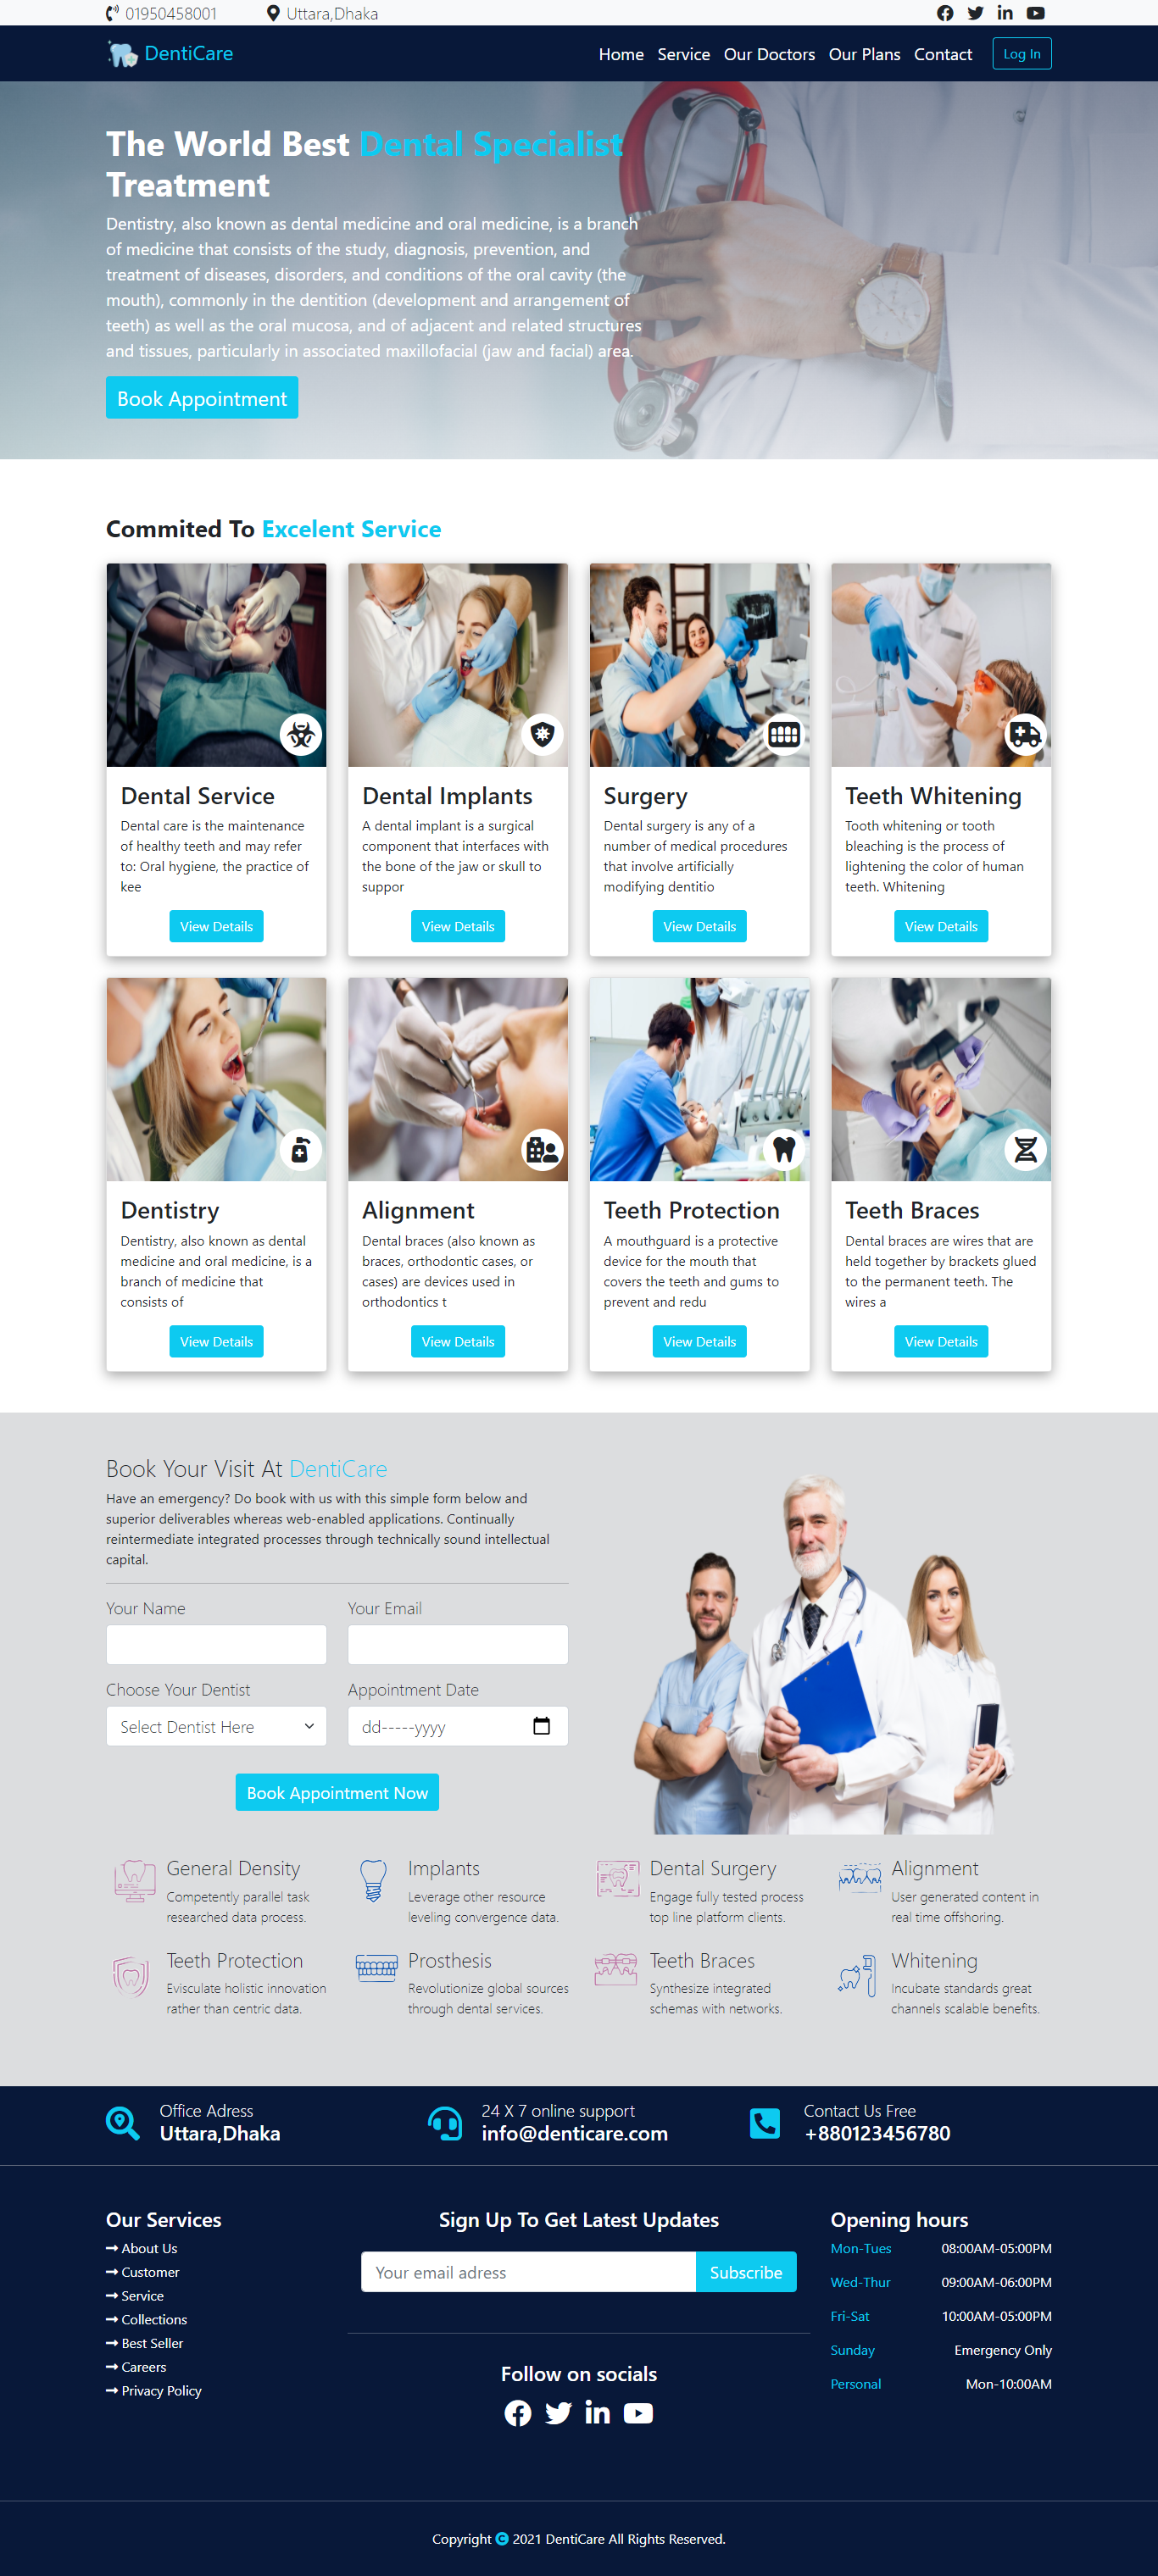 01950458001 Uttara,Dhaka
DentiCare Home Service Our Doctors Our Plans Contact Log In
The World Best Dental Specialist
Treatment
Dentistry, also known as dental medicine and oral medicine, is a branch
of medicine that consists of the study, diagnosis, prevention, and
treatment of diseases, disorders, and conditions of the oral cavity (the
mouth), commonly in the dentition (development and arrangement of
teeth) as well as the oral mucosa, and of adjacent and related structures
and tissues, particularly in associated maxillofacial (jaw and facial) area.
Book Appointment
Commited To Excelent Service
Dental Service
Dental care is the maintenance
of healthy teeth and may refer
to: Oral hygiene, the practice of
kee
View Details
Dental Implants
A dental implant is a surgical
component that interfaces with
the bone of the jaw or skull to
suppor
View Details
Surgery
Dental surgery is any of a
number of medical procedures
that involve artificially
modifying dentitio
View Details
Teeth Whitening
Tooth whitening or tooth
bleaching is the process of
lightening the color of human
teeth. Whitening
View Details
Dentistry
Dentistry, also known as dental
medicine and oral medicine, is a
branch of medicine that
consists of
View Details
Alignment
Dental braces (also known as
braces, orthodontic cases, or
cases) are devices used in
orthodontics t
View Details
Teeth Protection
A mouthguard is a protective
device for the mouth that
covers the teeth and gums to
prevent and redu
View Details
Teeth Braces
Dental braces are wires that are
held together by brackets glued
to the permanent teeth. The
wires a
View Details
Book Your Visit At DentiCare
Have an emergency? Do book with us with this simple form below and
superior deliverables whereas web-enabled applications. Continually
reintermediate integrated processes through technically sound intellectual
capital.
Your Name Your Email
Choose Your Dentist Appointment Date
Select Dentist Here dd-----yyyy
Book Appointment Now
General Density
Competently parallel task
researched data process.
Implants
Leverage other resource
leveling convergence data.
Dental Surgery
Engage fully tested process
top line platform clients.
Alignment
User generated content in
real time offshoring.
Teeth Protection
Evisculate holistic innovation
rather than centric data.
Prosthesis
Revolutionize global sources
through dental services.
Teeth Braces
Synthesize integrated
schemas with networks.
Whitening
Incubate standards great
channels scalable benefits.
Office Adress
Uttara,Dhaka
24 X 7 online support
info@denticare.com
Contact Us Free
+880123456780
Our Services
About Us
Customer
Service
Collections
Best Seller
Careers
Privacy Policy
Sign Up To Get Latest Updates
Your email adress Subscribe
Follow on socials
Opening hours
Mon-Tues 08:00AM-05:00PM
Wed-Thur 09:00AM-06:00PM
Fri-Sat 10:00AM-05:00PM
Sunday Emergency Only
Personal Mon-10:00AM
Copyright © 2021 DentiCare All Rights Reserved.